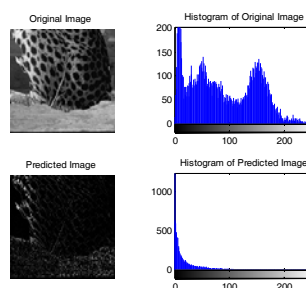 Original Image
Histogram of Original Image
200
150
100
50
0
0 100 200
Predicted Image
Histogram of Predicted Image
1000
500
0
0 100 200